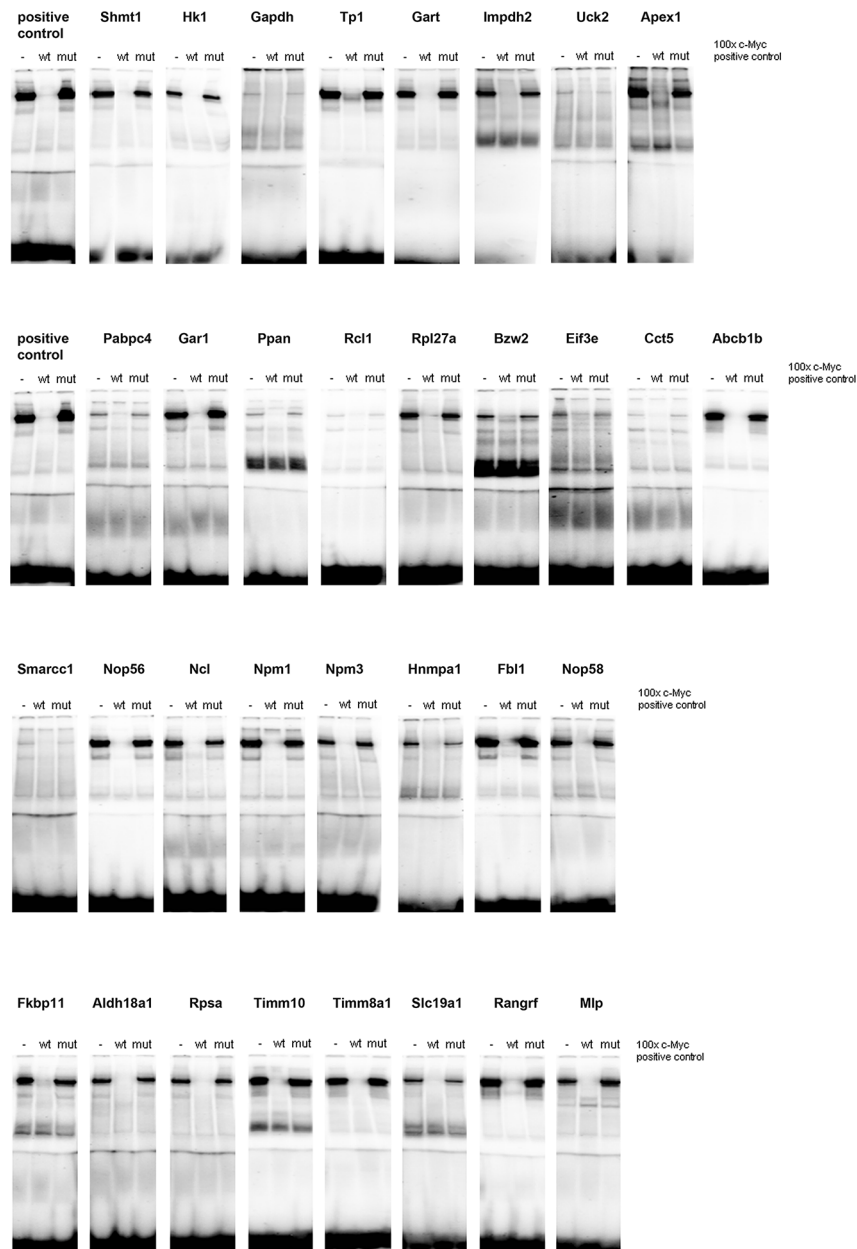 positive control Shmt1 Hk1 Gapdh Tp1 Gart Impdh2 Uck2 Apex1
- wt mut - wt mut - wt mut - wt mut - wt mut - wt mut - wt mut - wt mut - wt mut
100x c-Myc
positive control
positive control Pabpc4 Gar1 Ppan Rcl1 Rpl27a Bzw2 Eif3e Cct5 Abcb1b
- wt mut - wt mut - wt mut - wt mut - wt mut - wt mut - wt mut - wt mut - wt mut - wt mut
100x c-Myc
positive control
Smarcc1 Nop56 Ncl Npm1 Npm3 Hnmpa1 Fbl1 Nop58
- wt mut - wt mut - wt mut - wt mut - wt mut - wt mut - wt mut - wt mut
100x c-Myc
positive control
Fkbp11 Aldh18a1 Rpsa Timm10 Timm8a1 Slc19a1 Rangrf Mlp
- wt mut - wt mut - wt mut - wt mut - wt mut - wt mut - wt mut - wt mut
100x c-Myc
positive control